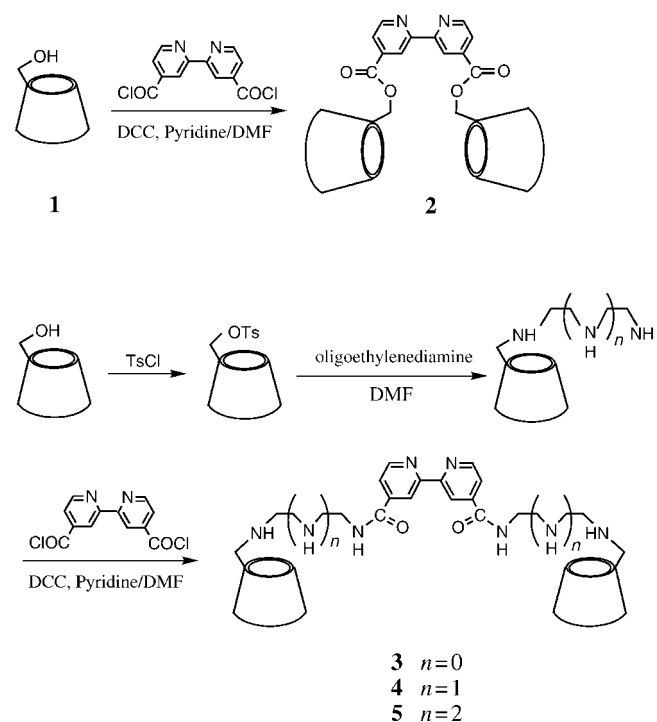 OH
N N
ClOC COCl
DCC, Pyridine/DMF
1
N N
O C C O
O O
2
OH
TsCl
OTs
oligoethylenediamine
DMF
NH N H n NH
N N
ClOC COCl
DCC, Pyridine/DMF
N N
NH N H n N H C O
O C N H N H n NH
3 n=0
4 n=1
5 n=2